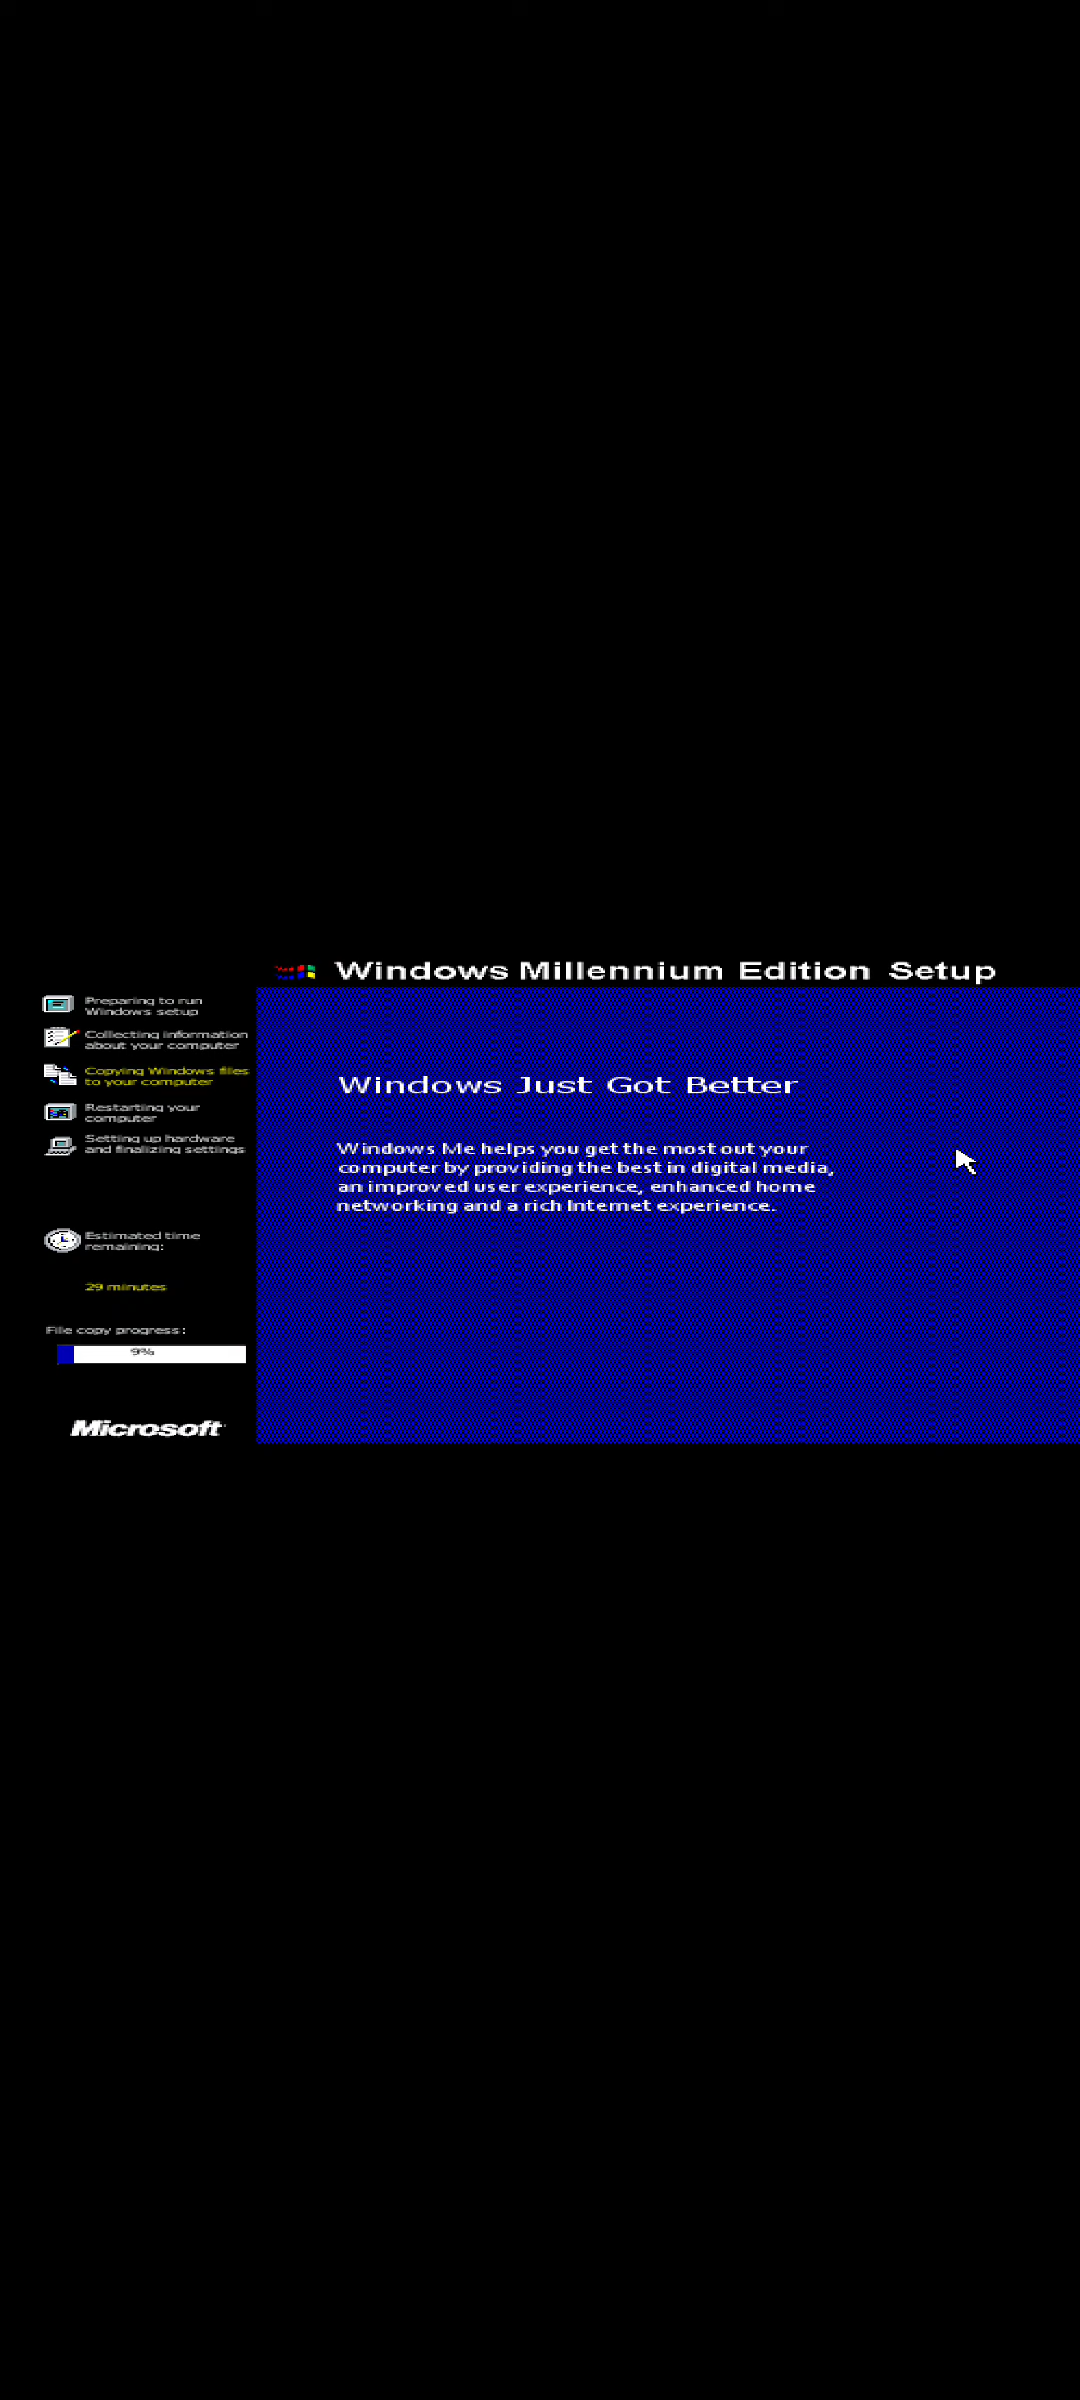 Windows Millennium Edition Setup
Preparing to run
Windows setup
Collecting information
about your computer
Copying Windows files
to your computer
Restarting your
computer
Setting up hardware
and finalizing settings
Estimated time
remaining:
29 minutes
File copy progress:
9%
Microsoft
Windows Just Got Better
Windows Me helps you get the most out your
computer by providing the best in digital media,
an improved user experience, enhanced home
networking and a rich Internet experience.